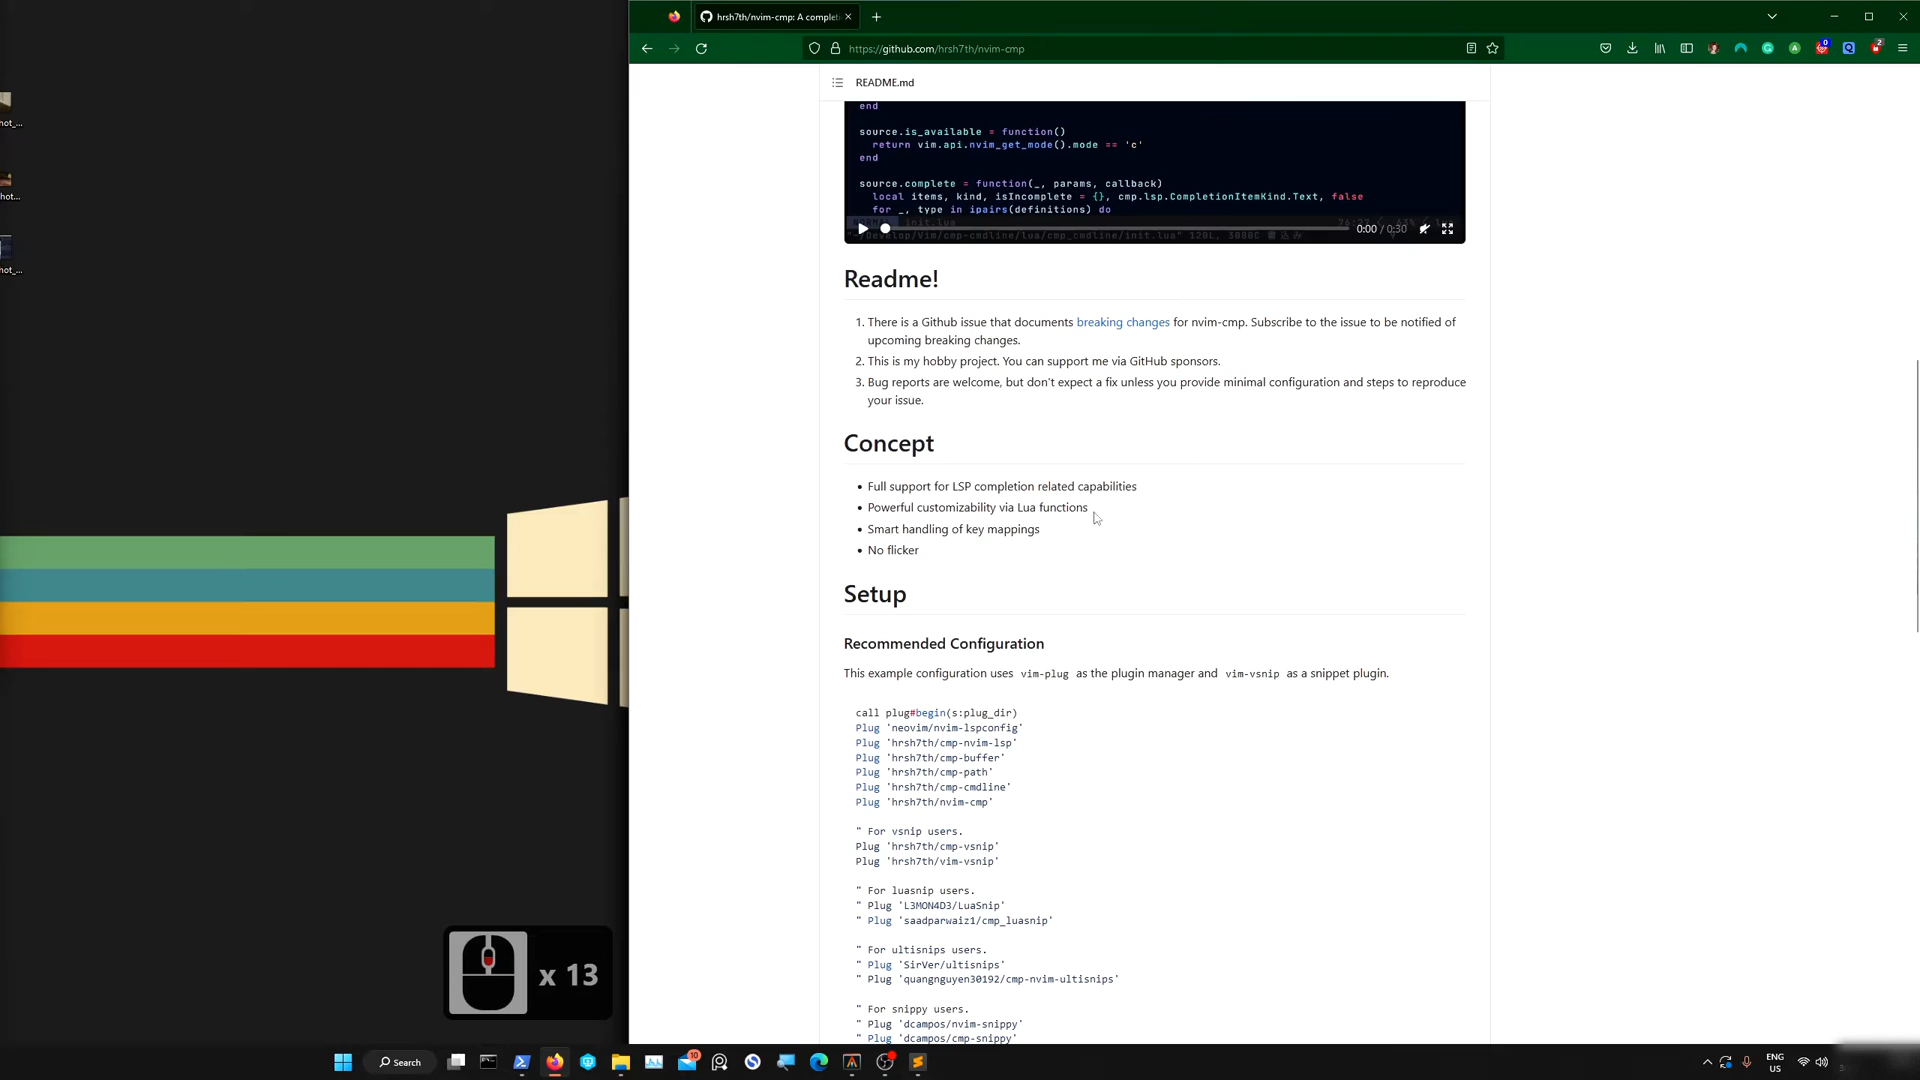 hrsh7th/nvim-cmp: A complet
https://github.com/hrsh7th/nvim-cmp
0
2
README.md
end
source.is_available = function()
return vim.api.nvim_get_mode().mode == 'c'
end
source.complete = function(_, params, callback)
local items, kind, isIncomplete = {}, cmp.lsp.CompletionItemKind.Text, false
for _, type in ipairs(definitions) do
init.lua
0:00 / 0:30
hot_...
hot...
hot_...
Readme!
1. There is a Github issue that documents breaking changes for nvim-cmp. Subscribe to the issue to be notified of
upcoming breaking changes.
2. This is my hobby project. You can support me via GitHub sponsors.
3. Bug reports are welcome, but don't expect a fix unless you provide minimal configuration and steps to reproduce
your issue.
Concept
• Full support for LSP completion related capabilities
• Powerful customizability via Lua functions
• Smart handling of key mappings
• No flicker
Setup
Recommended Configuration
This example configuration uses vim-plug as the plugin manager and vim-vsnip as a snippet plugin.
call plug#begin(s:plug_dir)
Plug 'neovim/nvim-lspconfig'
Plug 'hrsh7th/cmp-nvim-lsp'
Plug 'hrsh7th/cmp-buffer'
Plug 'hrsh7th/cmp-path'
Plug 'hrsh7th/cmp-cmdline'
Plug 'hrsh7th/nvim-cmp'
" For vsnip users.
Plug 'hrsh7th/cmp-vsnip'
Plug 'hrsh7th/vim-vsnip'
" For luasnip users.
" Plug 'L3MON4D3/LuaSnip'
" Plug 'saadparwaiz1/cmp_luasnip'
" For ultisnips users.
" Plug 'SirVer/ultisnips'
" Plug 'quangnguyen30192/cmp-nvim-ultisnips'
" For snippy users.
" Plug 'dcampos/nvim-snippy'
" Plug 'dcampos/cmp-snippy'
x 13
Search
10
ENG
US